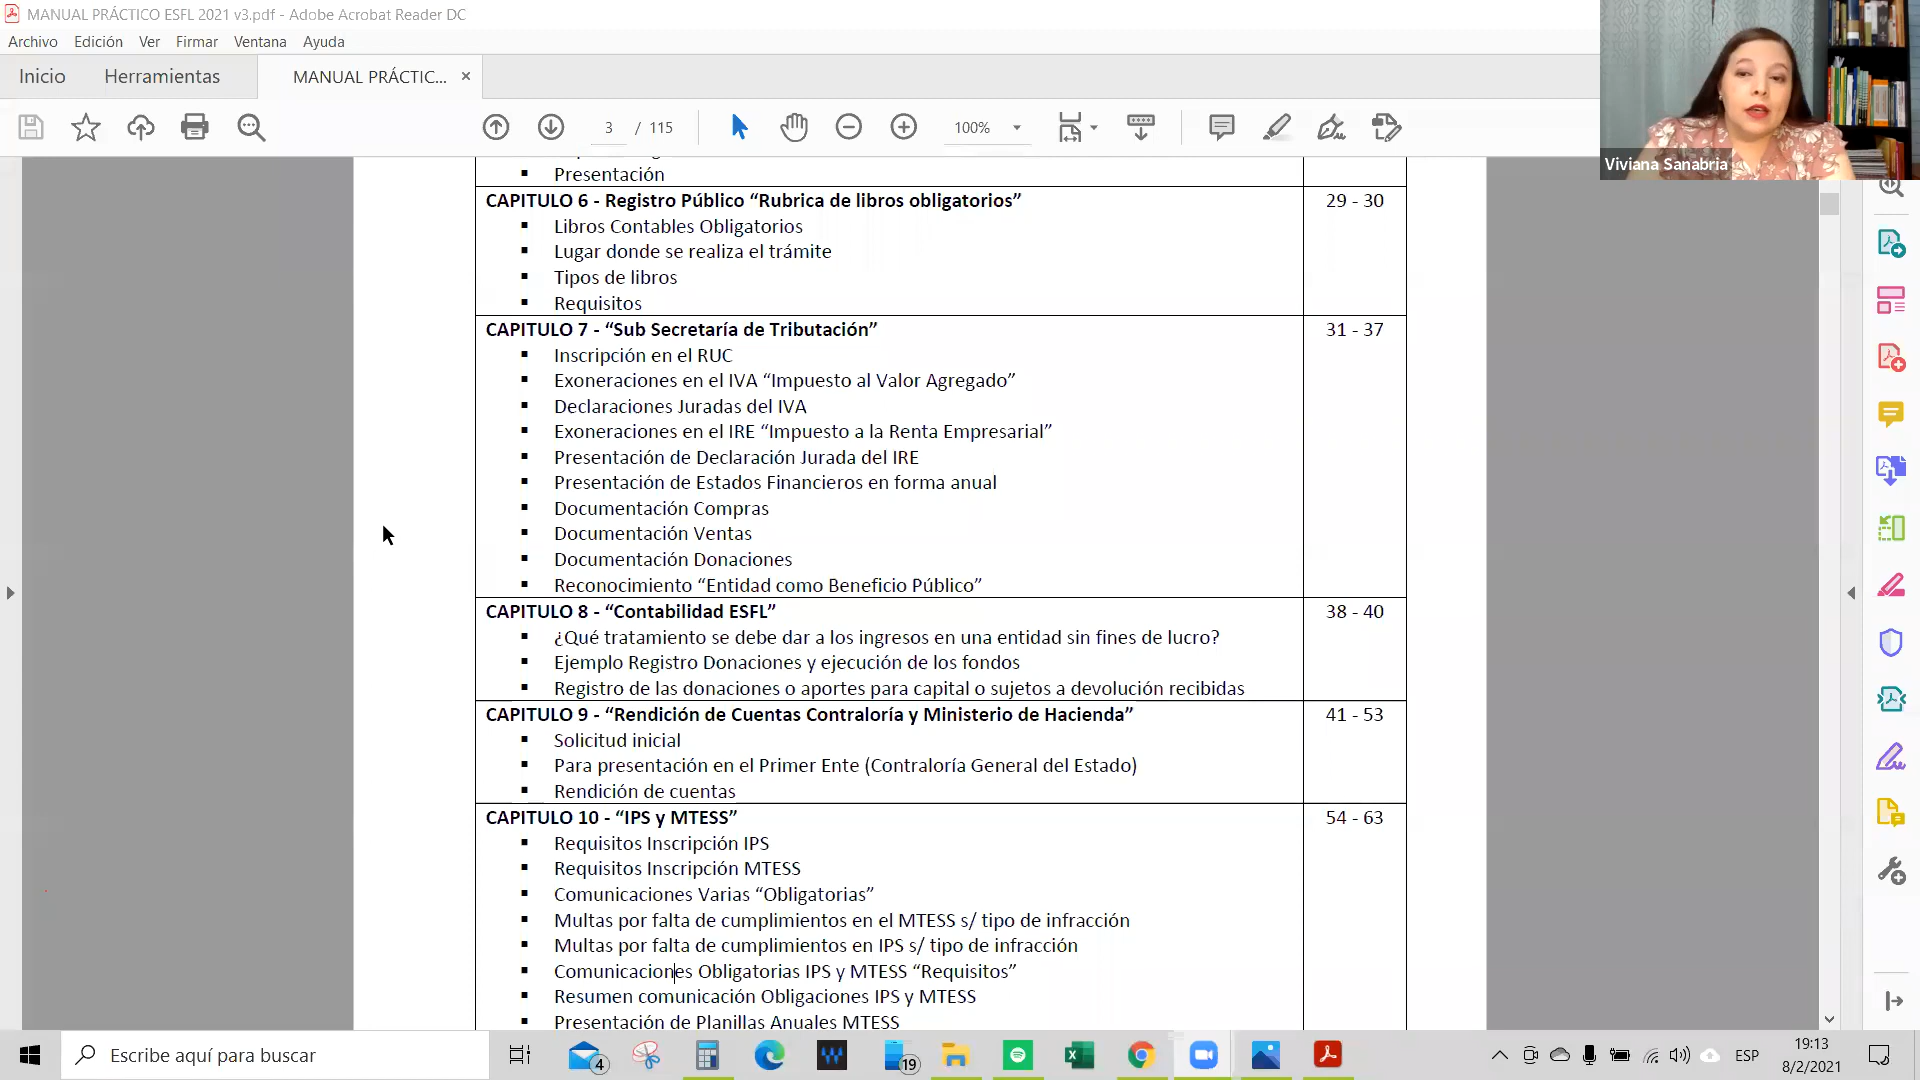 MANUAL PRÁCTICO ESFL 2021 v3.pdf - Adobe Acrobat Reader DC
Archivo Edición Ver Firmar Ventana Ayuda
Inicio Herramientas MANUAL PRÁCTIC... ×
3 / 115 100%
Viviana Sanabria
▪ Presentación
CAPITULO 6 - Registro Público “Rubrica de libros obligatorios” 29 - 30
▪ Libros Contables Obligatorios
▪ Lugar donde se realiza el trámite
▪ Tipos de libros
▪ Requisitos
CAPITULO 7 - “Sub Secretaría de Tributación” 31 - 37
▪ Inscripción en el RUC
▪ Exoneraciones en el IVA “Impuesto al Valor Agregado”
▪ Declaraciones Juradas del IVA
▪ Exoneraciones en el IRE “Impuesto a la Renta Empresarial”
▪ Presentación de Declaración Jurada del IRE
▪ Presentación de Estados Financieros en forma anual
▪ Documentación Compras
▪ Documentación Ventas
▪ Documentación Donaciones
▪ Reconocimiento “Entidad como Beneficio Público”
CAPITULO 8 - “Contabilidad ESFL” 38 - 40
▪ ¿Qué tratamiento se debe dar a los ingresos en una entidad sin fines de lucro?
▪ Ejemplo Registro Donaciones y ejecución de los fondos
▪ Registro de las donaciones o aportes para capital o sujetos a devolución recibidas
CAPITULO 9 - “Rendición de Cuentas Contraloría y Ministerio de Hacienda” 41 - 53
▪ Solicitud inicial
▪ Para presentación en el Primer Ente (Contraloría General del Estado)
▪ Rendición de cuentas
CAPITULO 10 - “IPS y MTESS” 54 - 63
▪ Requisitos Inscripción IPS
▪ Requisitos Inscripción MTESS
▪ Comunicaciones Varias “Obligatorias”
▪ Multas por falta de cumplimientos en el MTESS s/ tipo de infracción
▪ Multas por falta de cumplimientos en IPS s/ tipo de infracción
▪ Comunicaciones Obligatorias IPS y MTESS “Requisitos”
▪ Resumen comunicación Obligaciones IPS y MTESS
▪ Presentación de Planillas Anuales MTESS
Escribe aquí para buscar 4 19 ESP 19:13
8/2/2021